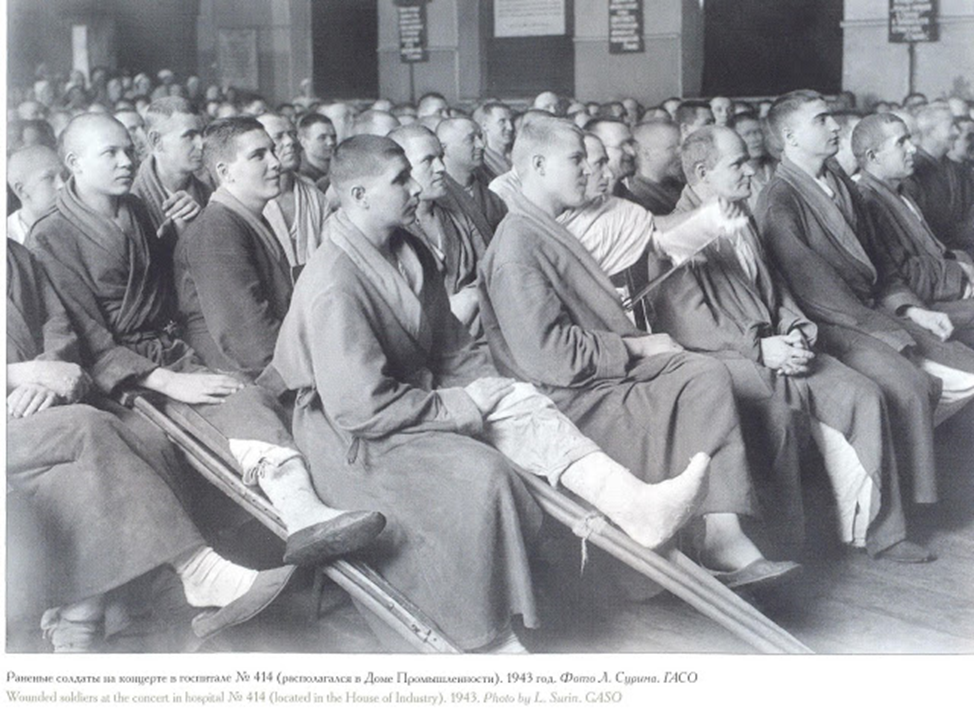 Раненые солдаты на концерте в госпитале № 414 (располагался в Доме Промышленности). 1943 год. Фото Л. Сурина. ГАСО
Wounded soldiers at the concert in hospital № 414 (located in the House of Industry). 1943. Photo by L. Surin. GASO